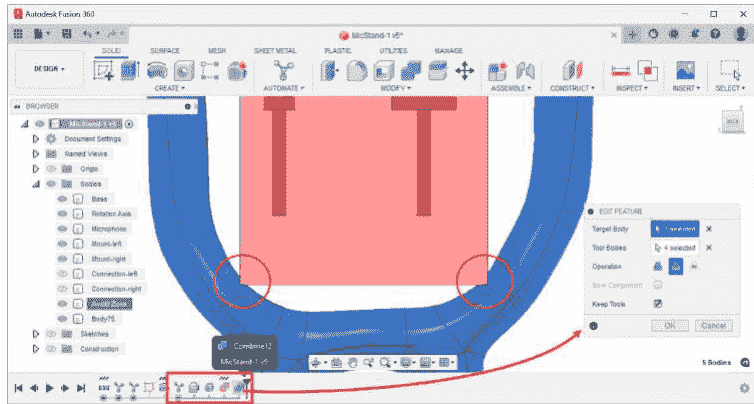 Autodesk Fusion 360
MicStand-1 v5*
SOLID SURFACE MESH SHEET METAL PLASTIC UTILITIES MANAGE
DESIGN
CREATE AUTOMATE MODIFY ASSEMBLE CONSTRUCT INSPECT INSERT SELECT
BROWSER
MicStand-1 v5
Document Settings
Named Views
Origin
Bodies
Base
Rotation Axis
Microphone
Mount-left
Mount-right
Connection-left
Connection-right
Body75
Sketches
Construction
EDIT FEATURE
Target Body 1 selected
Tool Bodies 4 selected
Operation
New Component
Keep Tools
OK Cancel
MicStand-1 v5
5 Bodies